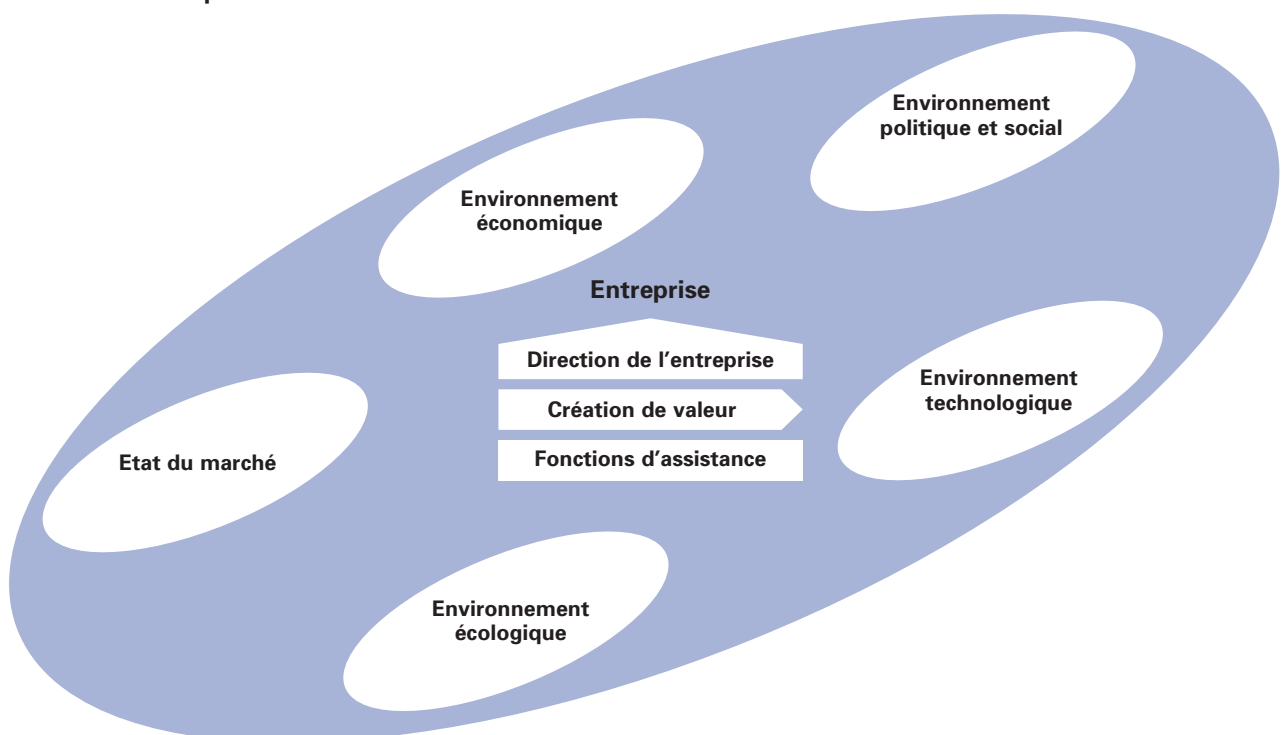 Environnement
politique et social
Environnement
économique
Entreprise
Direction de l'entreprise
Création de valeur
Fonctions d'assistance
Environnement
technologique
Etat du marché
Environnement
écologique